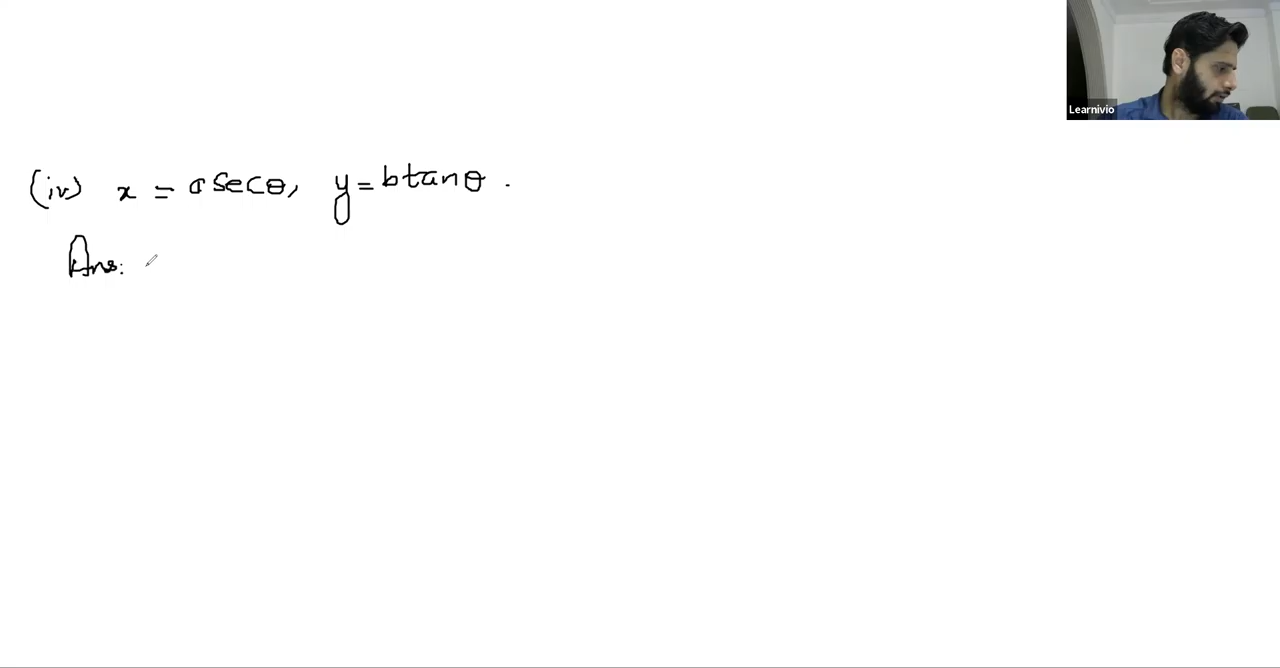 Learnivio
(iv) x = a secθ, y = b tanθ .
Ans: